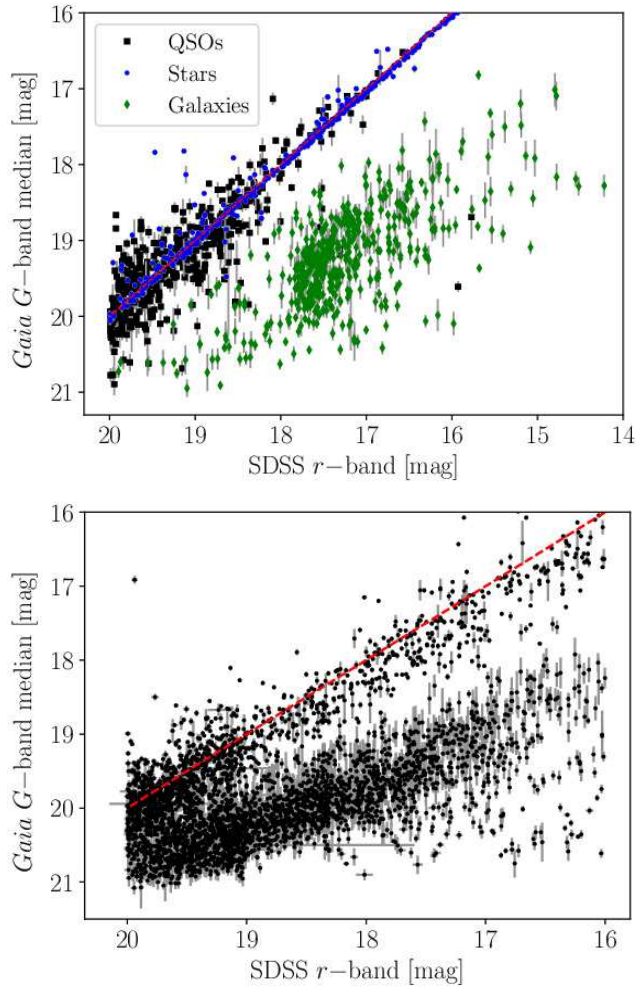 16
17
18
19
20
21
Gaia G−band median [mag]
QSOs
Stars
Galaxies
20 19 18 17 16 15 14
SDSS r−band [mag]
16
17
18
19
20
21
Gaia G−band median [mag]
20 19 18 17 16
SDSS r−band [mag]